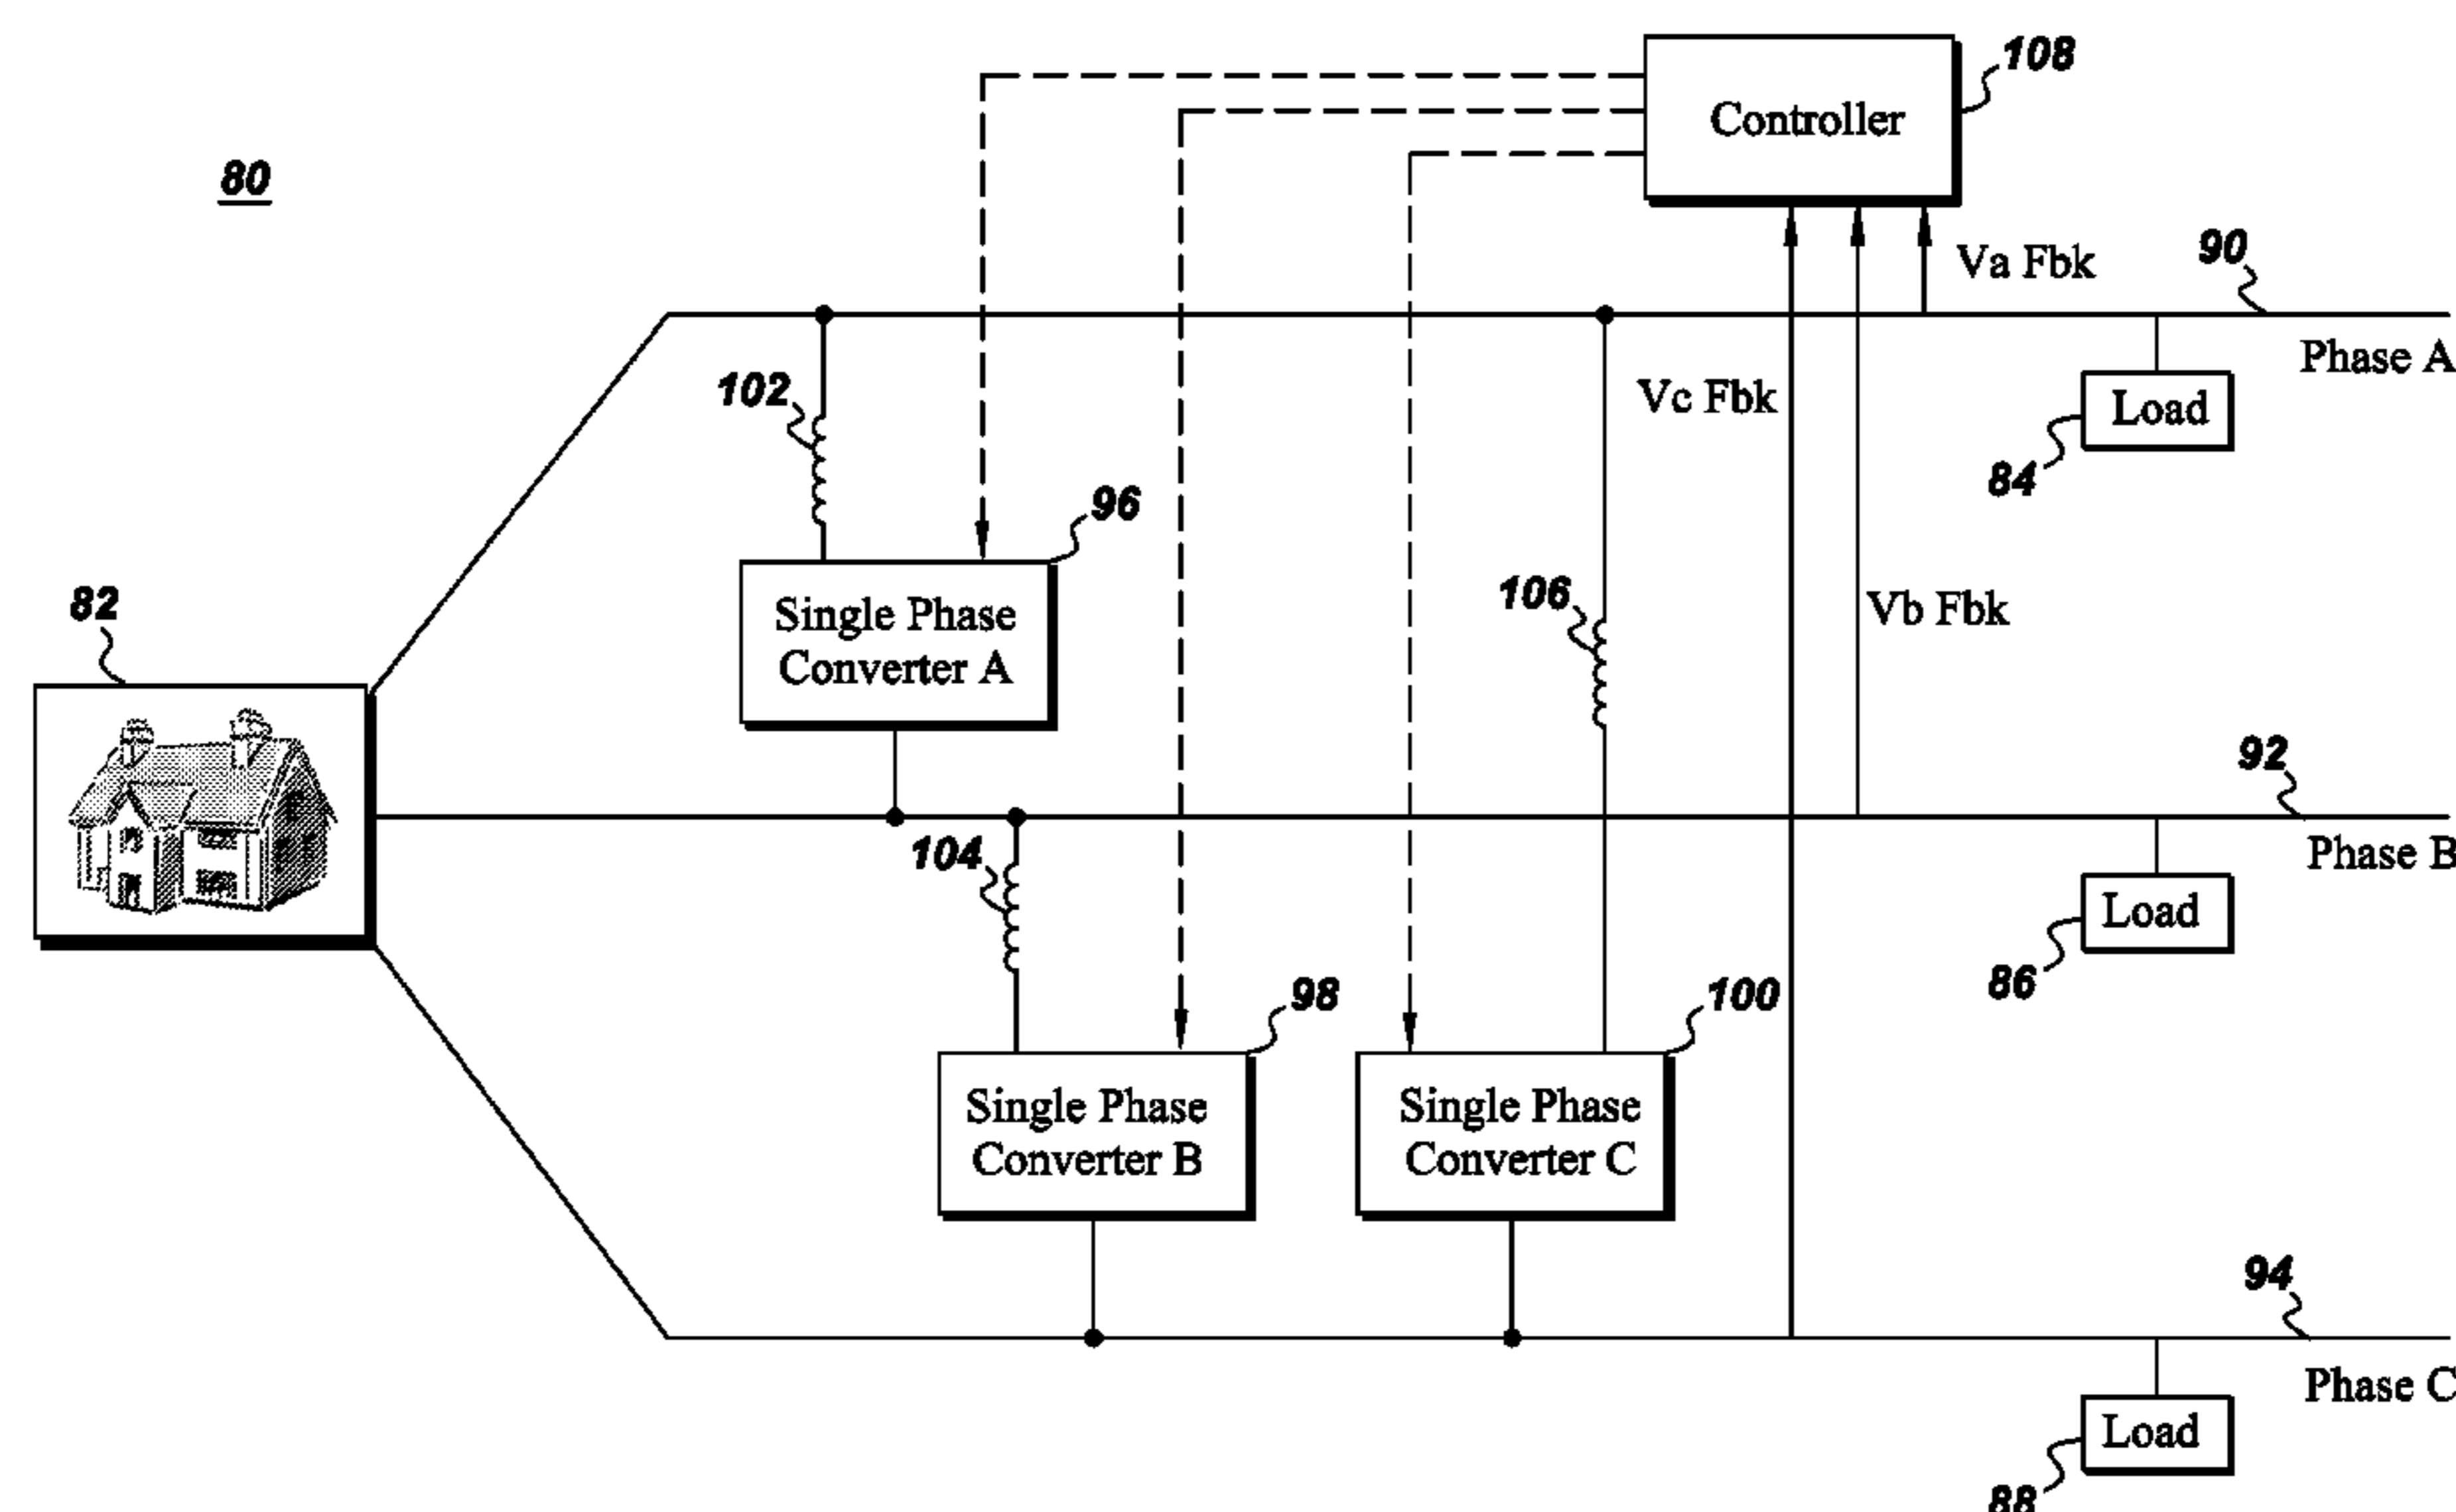 108
Controller
80
Va Fbk
90
Phase A
102
Vc Fbk
Load
84
96
Single Phase
Converter A
82
106
Vb Fbk
92
Phase B
104
Load
86
98
100
Single Phase
Converter B
Single Phase
Converter C
94
Phase C
Load
88